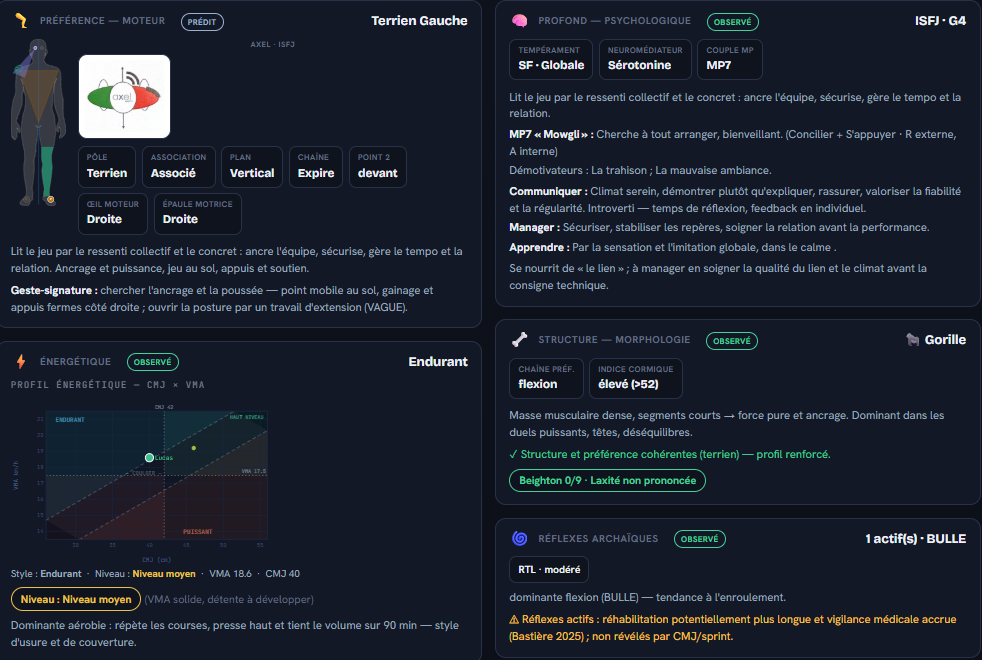 PRÉFÉRENCE — MOTEUR
PRÉDIT
Terrien Gauche
AXEL · ISFJ
axel
PÔLE
Terrien
ASSOCIATION
Associé
PLAN
Vertical
CHAÎNE
Expire
POINT 2
devant
ŒIL MOTEUR
Droite
ÉPAULE MOTRICE
Droite
Lit le jeu par le ressenti collectif et le concret : ancre l'équipe, sécurise, gère le tempo et la
relation. Ancrage et puissance, jeu au sol, appuis et soutien.
Geste-signature : chercher l'ancrage et la poussée — point mobile au sol, gainage et
appuis fermes côté droite ; ouvrir la posture par un travail d'extension (VAGUE).
ÉNERGÉTIQUE
OBSERVÉ
Endurant
PROFIL ÉNERGÉTIQUE — CMJ × VMA
CMJ 42
ENDURANT
HAUT NIVEAU
Lucas
VMA 17.5
PUISSANT
VMA km/h
CMJ (cm)
Style : Endurant · Niveau : Niveau moyen · VMA 18.6 · CMJ 40
Niveau : Niveau moyen (VMA solide, détente à développer)
Dominante aérobie : répète les courses, presse haut et tient le volume sur 90 min — style
d'usure et de couverture.
PROFOND — PSYCHOLOGIQUE
OBSERVÉ
ISFJ · G4
TEMPÉRAMENT
SF · Globale
NEUROMÉDIATEUR
Sérotonine
COUPLE MP
MP7
Lit le jeu par le ressenti collectif et le concret : ancre l'équipe, sécurise, gère le tempo et la
relation.
MP7 « Mowgli » : Cherche à tout arranger, bienveillant. (Concilier + S'appuyer · R externe,
A interne)
Démotivateurs : La trahison ; La mauvaise ambiance.
Communiquer : Climat serein, démontrer plutôt qu'expliquer, rassurer, valoriser la fiabilité
et la régularité. Introverti — temps de réflexion, feedback en individuel.
Manager : Sécuriser, stabiliser les repères, soigner la relation avant la performance.
Apprendre : Par la sensation et l'imitation globale, dans le calme .
Se nourrit de « le lien » ; à manager en soigner la qualité du lien et le climat avant la
consigne technique.
STRUCTURE — MORPHOLOGIE
OBSERVÉ
Gorille
CHAÎNE PRÉF.
flexion
INDICE CORMIQUE
élevé (>52)
Masse musculaire dense, segments courts → force pure et ancrage. Dominant dans les
duels puissants, têtes, déséquilibres.
✓ Structure et préférence cohérentes (terrien) — profil renforcé.
Beighton 0/9 · Laxité non prononcée
RÉFLEXES ARCHAÏQUES
OBSERVÉ
1 actif(s) · BULLE
RTL · modéré
dominante flexion (BULLE) — tendance à l'enroulement.
⚠ Réflexes actifs : réhabilitation potentiellement plus longue et vigilance médicale accrue
(Bastière 2025) ; non révélés par CMJ/sprint.